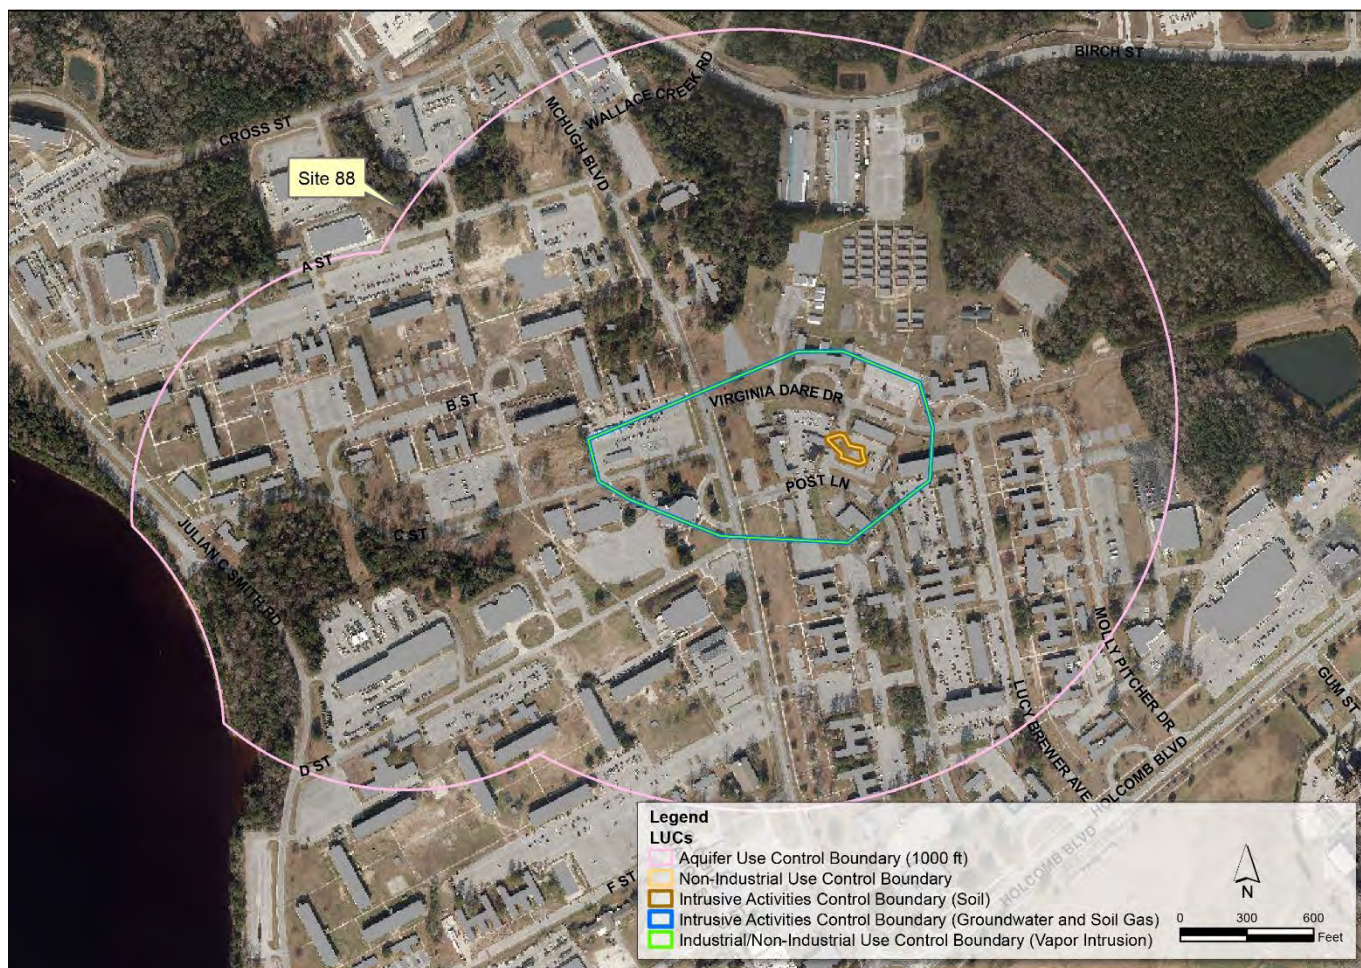 BIRCH ST
WALLACE CREEK RD
MCHUGH BLVD
CROSS ST
Site 88
A ST
VIRGINIA DARE DR
B ST
POST LN
C ST
JULIAN C SMITH RD
MOLLY PITCHER DR
GUM ST
LUCY BREWER AVE
HOLCOMB BLVD
D ST
F ST
HOLCOMB BLVD
Legend
LUCs
Aquifer Use Control Boundary (1000 ft)
Non-Industrial Use Control Boundary
Intrusive Activities Control Boundary (Soil)
Intrusive Activities Control Boundary (Groundwater and Soil Gas)
Industrial/Non-Industrial Use Control Boundary (Vapor Intrusion)
N
0 300 600
Feet